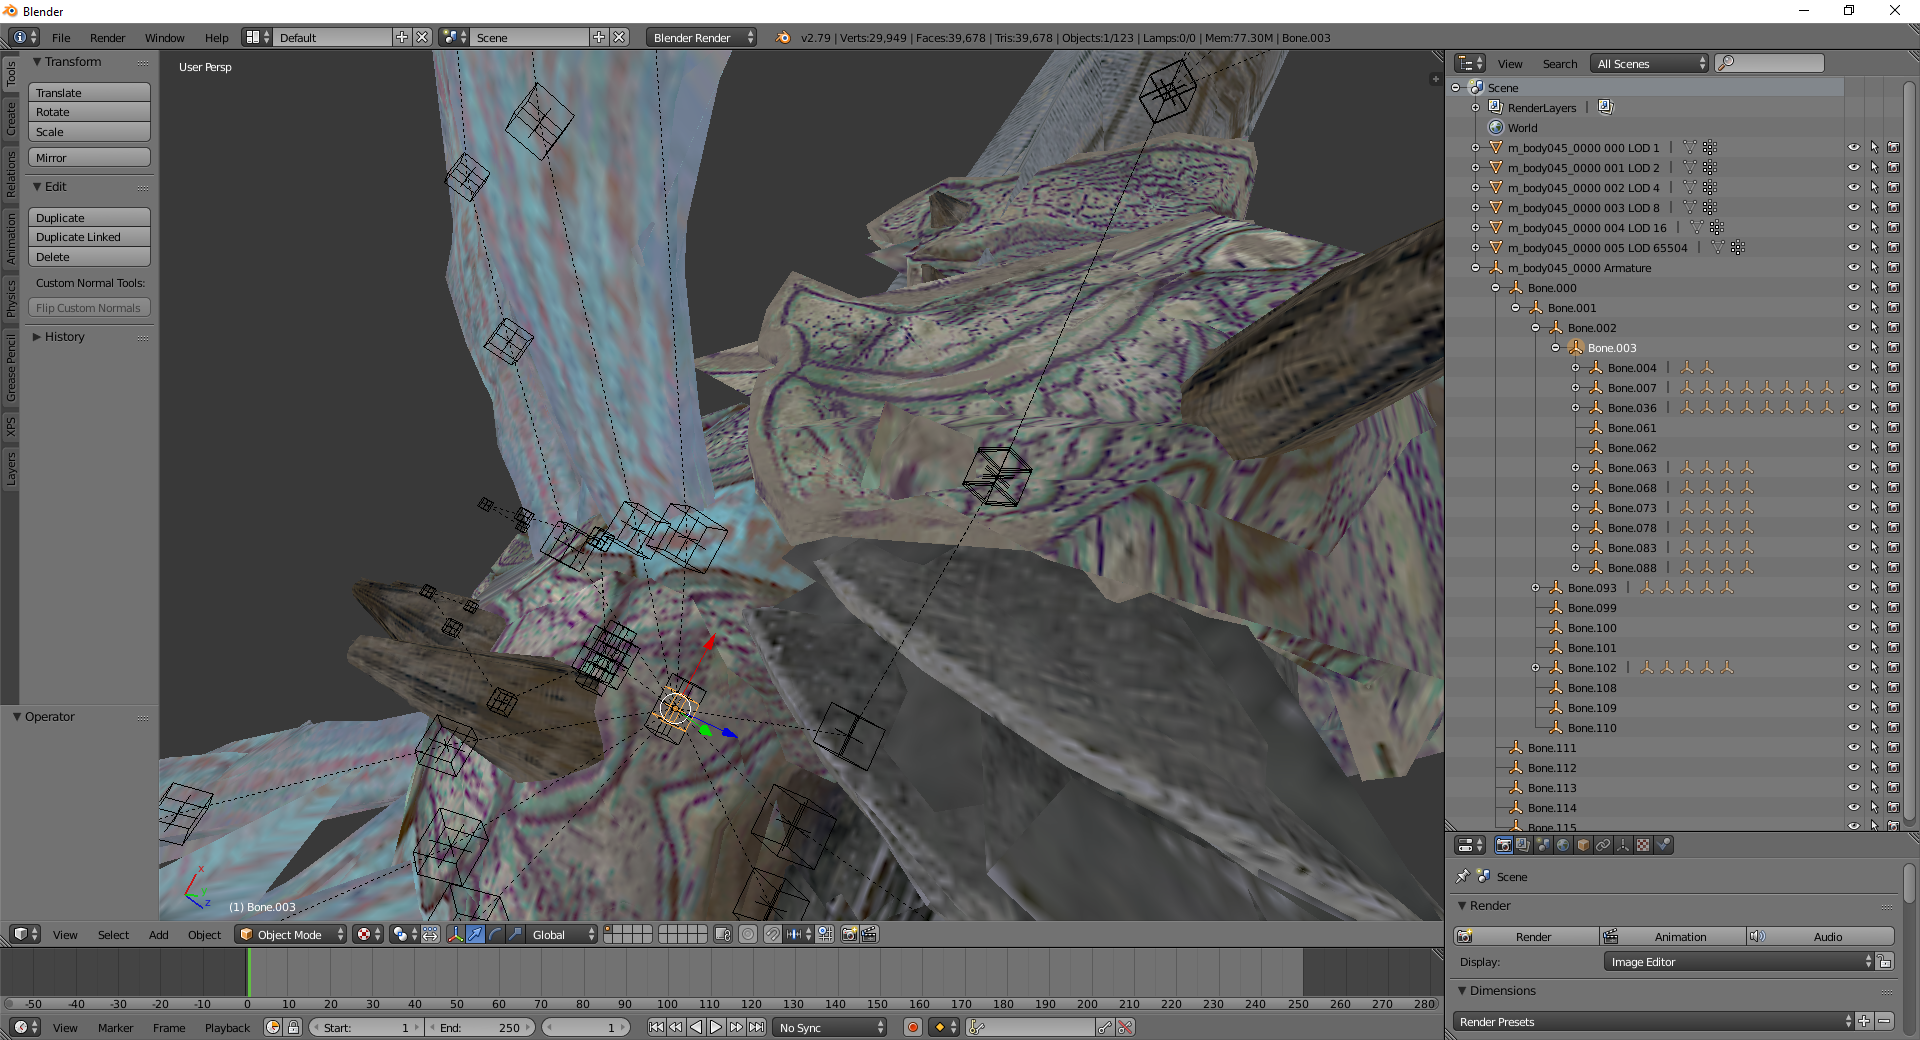 Blender
File Render Window Help Default Scene Blender Render v2.79 | Verts:29,949 | Faces:39,678 | Tris:39,678 | Objects:1/123 | Lamps:0/0 | Mem:77.30M | Bone.003
Tools
Create
Relations
Animation
Physics
Grease Pencil
XPS
Layers
Transform
Translate
Rotate
Scale
Mirror
Edit
Duplicate
Duplicate Linked
Delete
Custom Normal Tools:
Flip Custom Normals
History
Operator
User Persp
x
Y
z
(1) Bone.003
View Select Add Object Object Mode Global
View Search All Scenes
Scene
RenderLayers |
World
m_body045_0000 000 LOD 1 |
m_body045_0000 001 LOD 2 |
m_body045_0000 002 LOD 4 |
m_body045_0000 003 LOD 8 |
m_body045_0000 004 LOD 16 |
m_body045_0000 005 LOD 65504 |
m_body045_0000 Armature
Bone.000
Bone.001
Bone.002
Bone.003
Bone.004 |
Bone.007 |
Bone.036 |
Bone.061
Bone.062
Bone.063 |
Bone.068 |
Bone.073 |
Bone.078 |
Bone.083 |
Bone.088 |
Bone.093 |
Bone.099
Bone.100
Bone.101
Bone.102 |
Bone.108
Bone.109
Bone.110
Bone.111
Bone.112
Bone.113
Bone.114
Bone.115
Scene
Render
Render Animation Audio
Display: Image Editor
Dimensions
Render Presets
-50 -40 -30 -20 -10 0 10 20 30 40 50 60 70 80 90 100 110 120 130 140 150 160 170 180 190 200 210 220 230 240 250 260 270 280
View Marker Frame Playback Start: 1 End: 250 1 No Sync